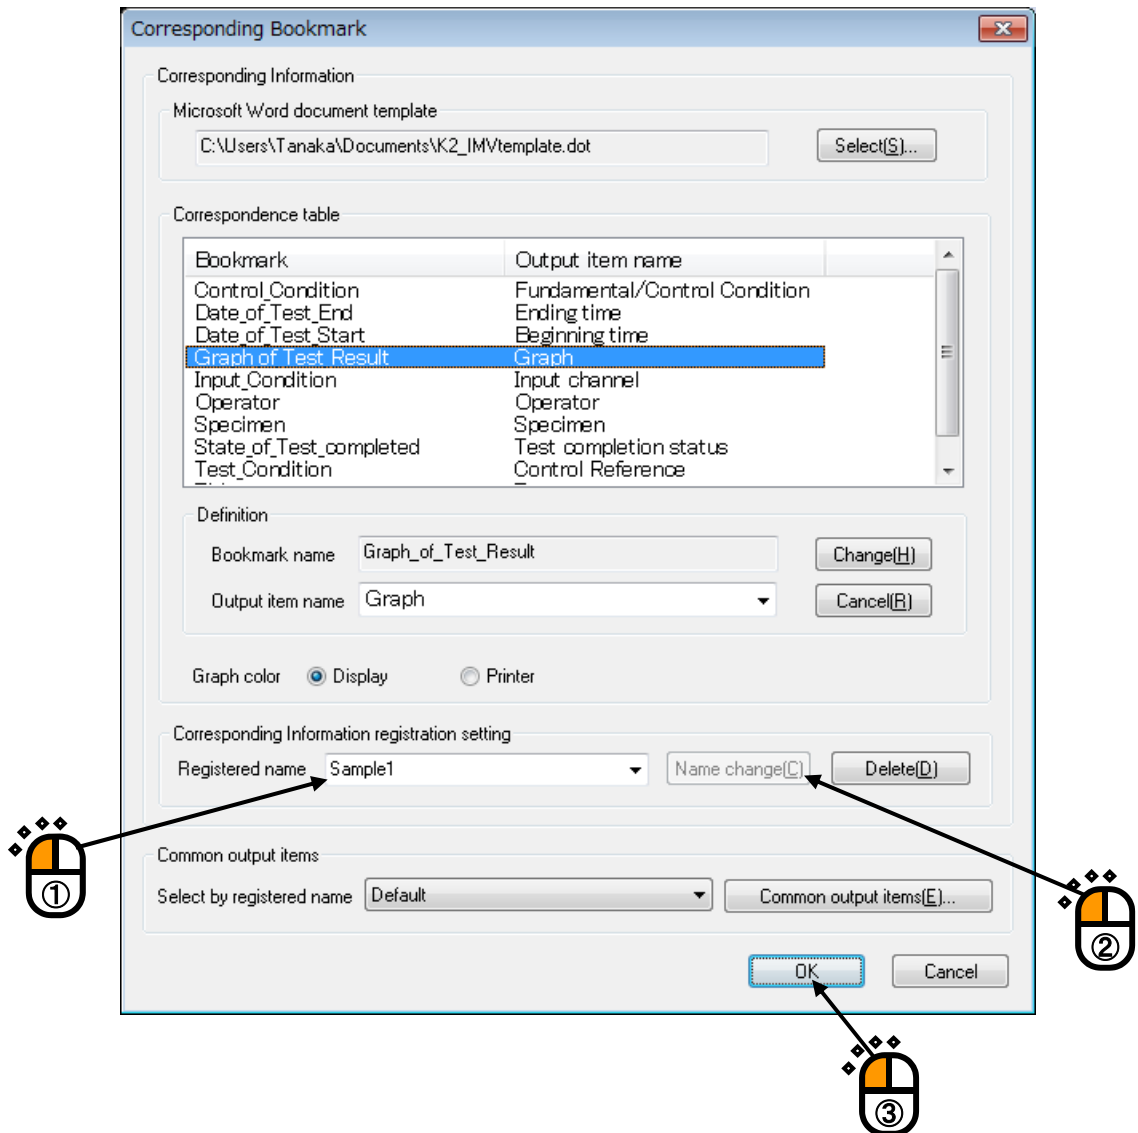 Corresponding Bookmark
Corresponding Information
Microsoft Word document template
C:\Users\Tanaka\Documents\K2_IMVtemplate.dot Select(S)...
Correspondence table
Bookmark Output item name
Control_Condition Fundamental/Control Condition
Date_of_Test_End Ending time
Date_of_Test_Start Beginning time
Graph_of_Test_Result Graph
Input_Condition Input channel
Operator Operator
Specimen Specimen
State_of_Test_completed Test completion status
Test_Condition Control Reference
Definition
Bookmark name Graph_of_Test_Result Change(H)
Output item name Graph Cancel(R)
Graph color Display Printer
Corresponding Information registration setting
Registered name Sample1 Name change(C) Delete(D)
①
Common output items
Select by registered name Default Common output items(E)...
②
OK Cancel
③